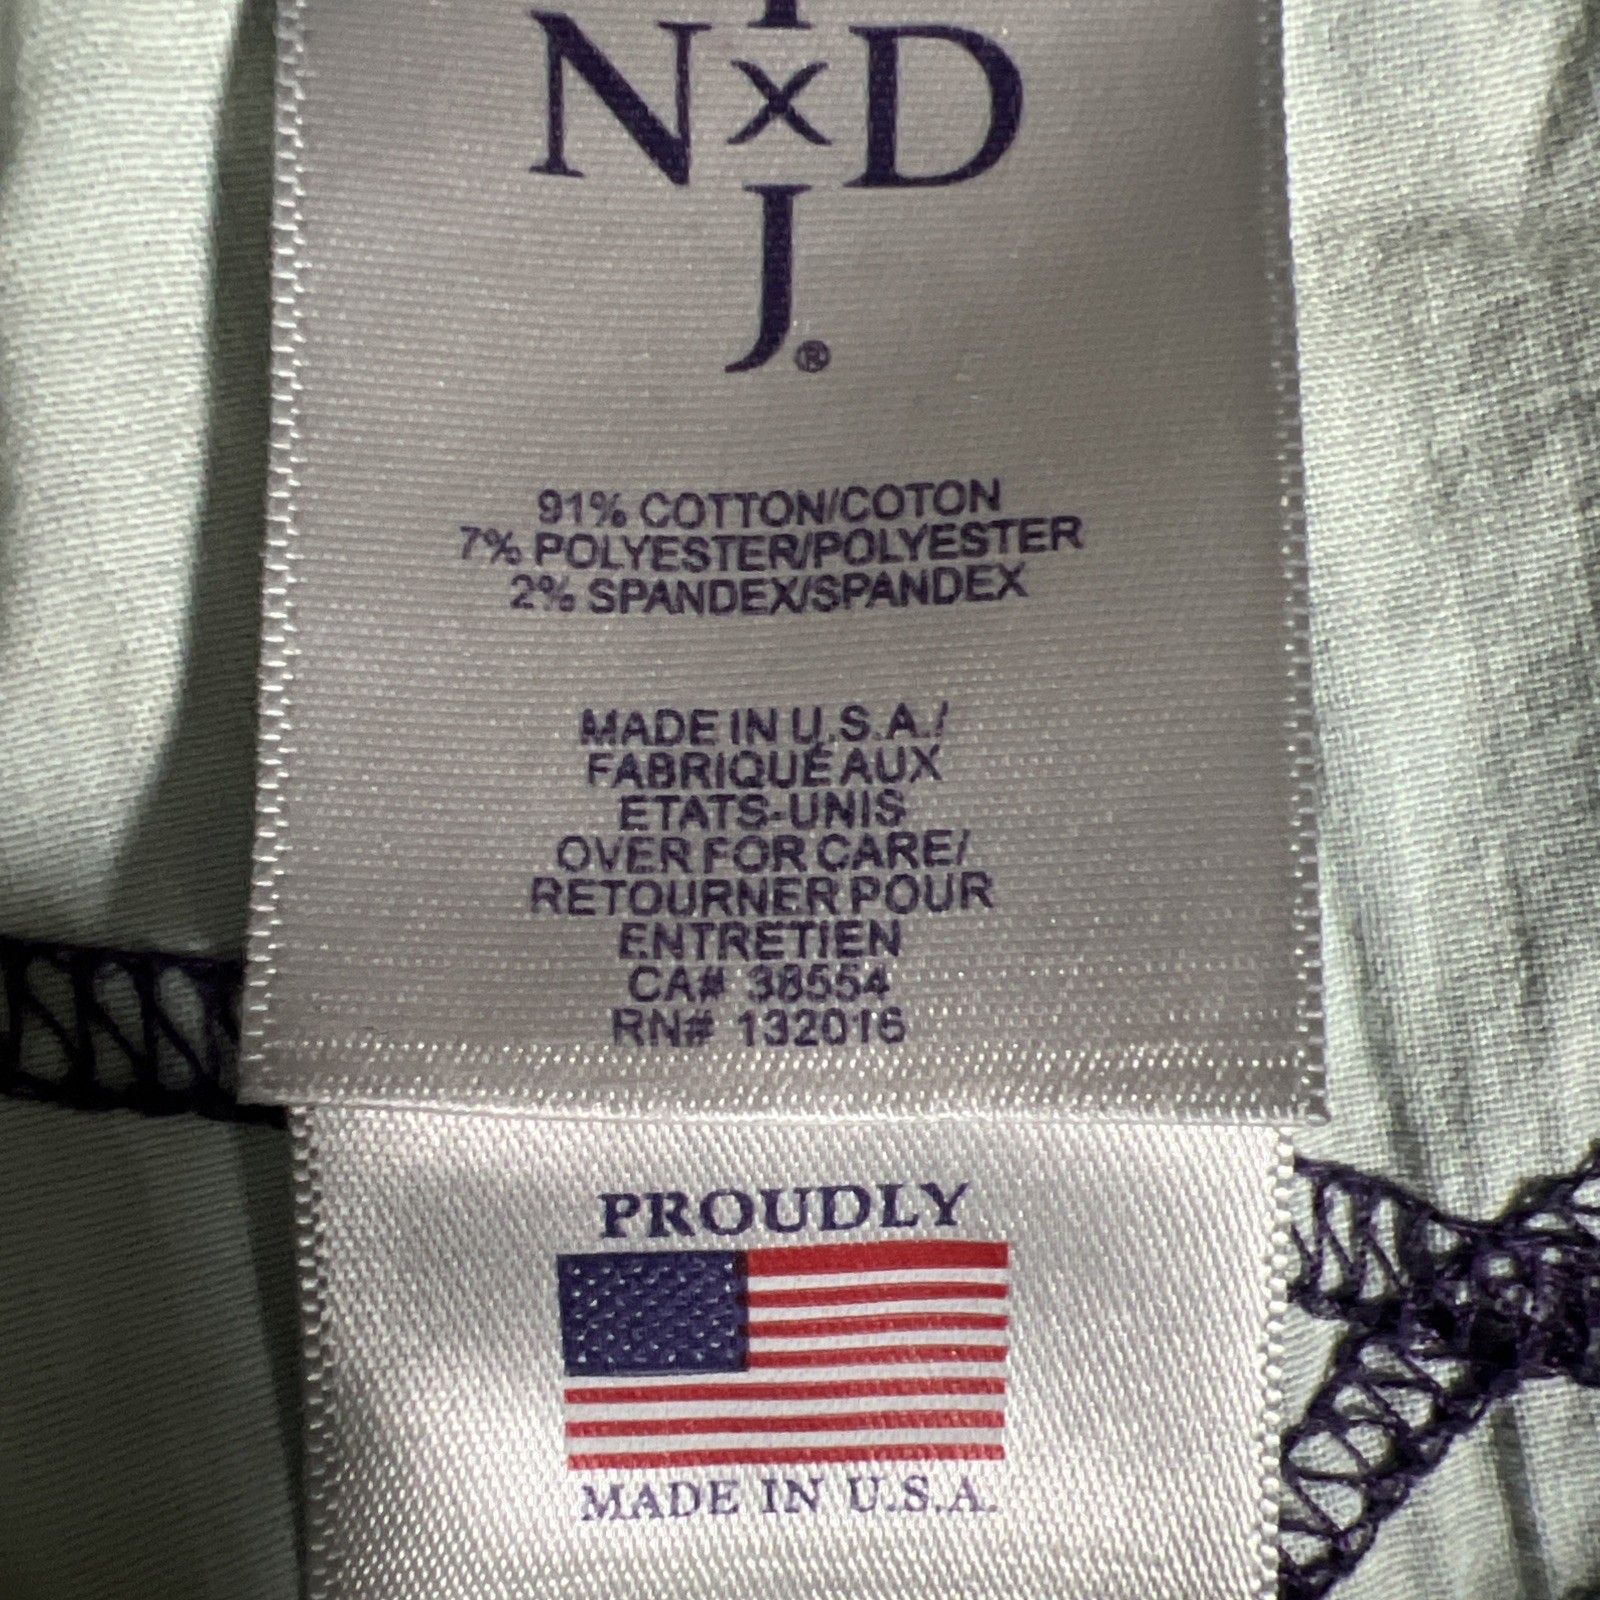 N x D
J®
91% COTTON/COTON
7% POLYESTER/POLYESTER
2% SPANDEX/SPANDEX
MADE IN U.S.A./
FABRIQUÉ AUX
ETATS-UNIS
OVER FOR CARE/
RETOURNER POUR
ENTRETIEN
CA# 38554
RN# 132016
PROUDLY
MADE IN U.S.A.